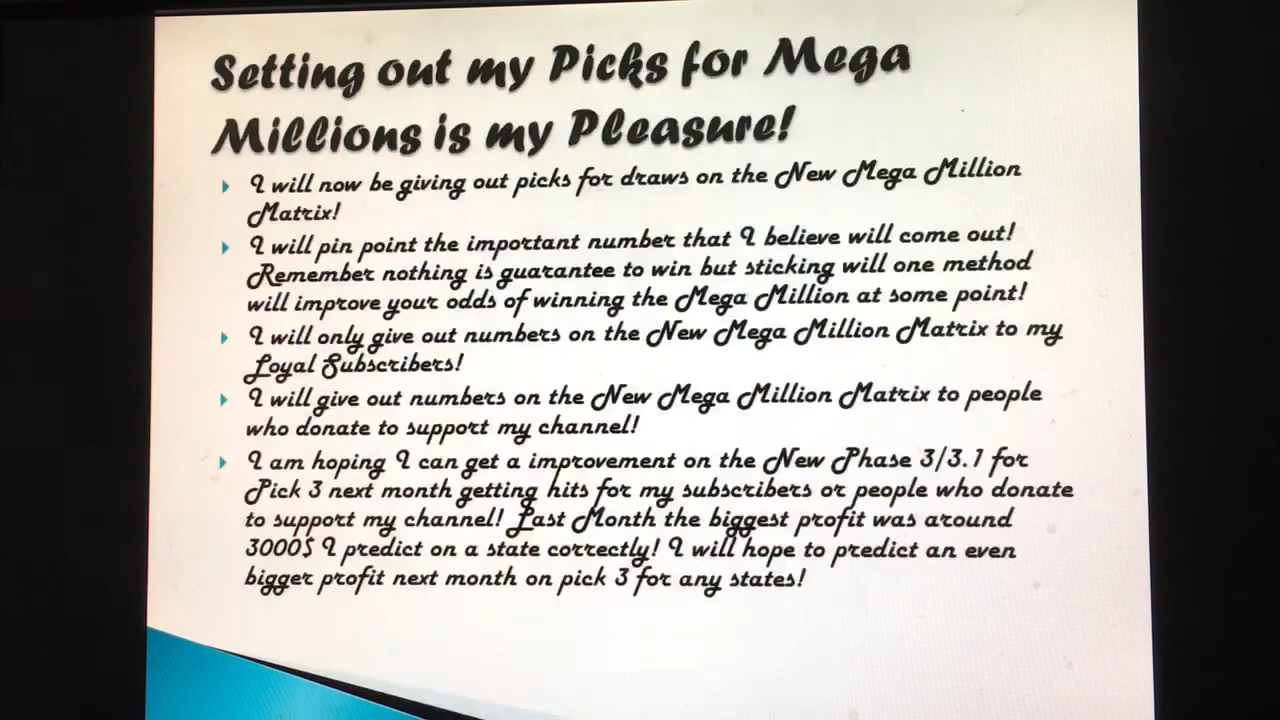 Setting out my Picks for Mega
Millions is my Pleasure!
I will now be giving out picks for draws on the New Mega Million
Matrix!
I will pin point the important number that I believe will come out!
Remember nothing is guarantee to win but sticking will one method
will improve your odds of winning the Mega Million at some point!
I will only give out numbers on the New Mega Million Matrix to my
Loyal Subscribers!
I will give out numbers on the New Mega Million Matrix to people
who donate to support my channel!
I am hoping I can get a improvement on the New Phase 3/3.1 for
Pick 3 next month getting hits for my subscribers or people who donate
to support my channel! Last Month the biggest profit was around
3000$ I predict on a state correctly! I will hope to predict an even
bigger profit next month on pick 3 for any states!